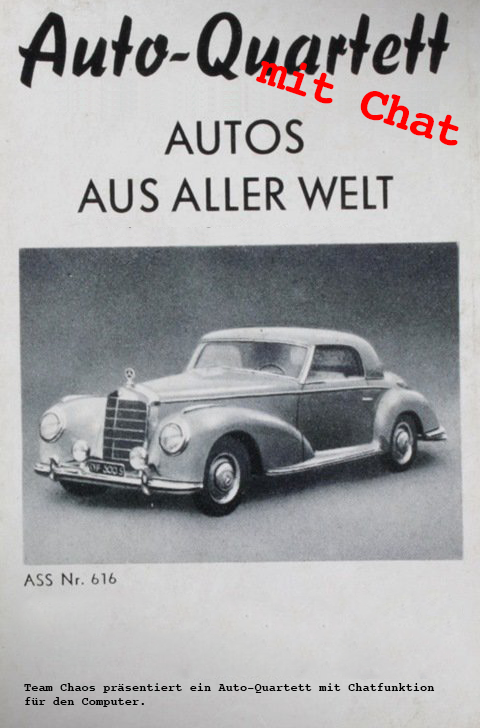 Auto-Quartett
mit Chat
AUTOS
AUS ALLER WELT
ASS Nr. 616
Team Chaos präsentiert ein Auto-Quartett mit Chatfunktion
für den Computer.